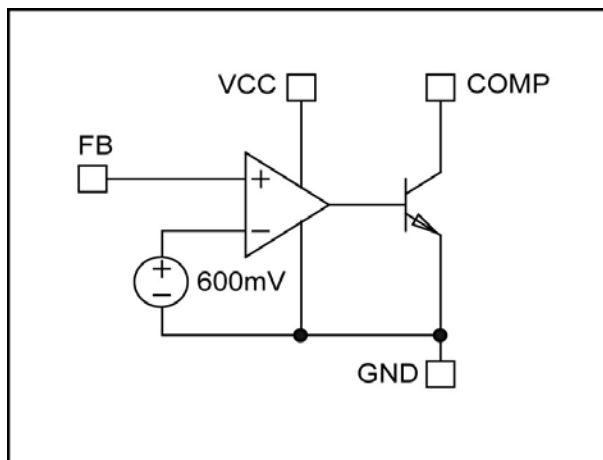 VCC
COMP
FB
+
−
+
−
600mV
GND